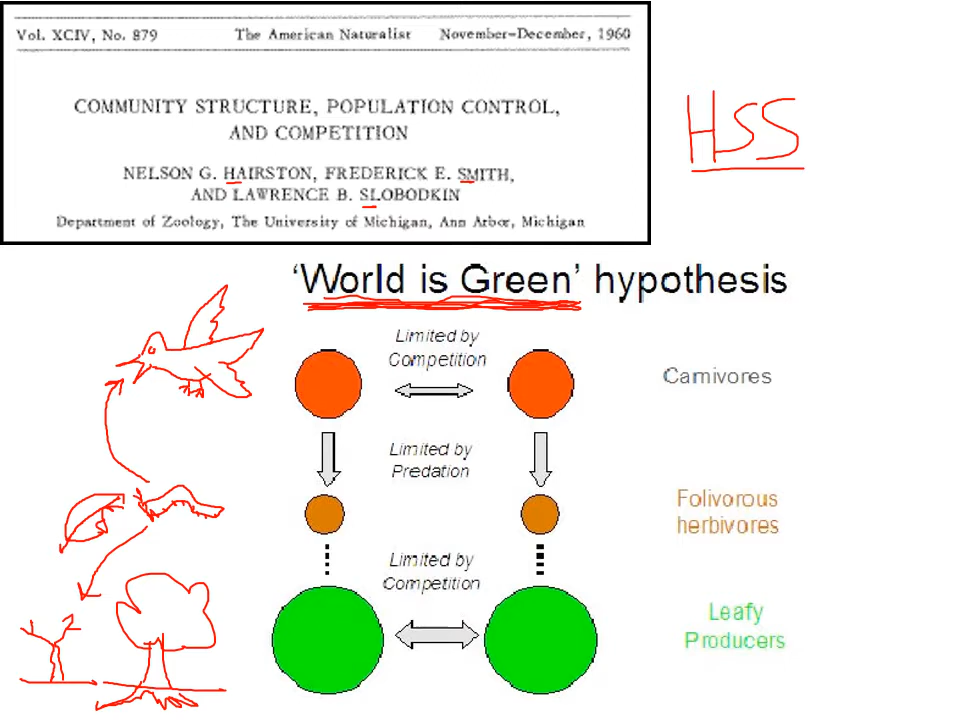 Vol. XCIV, No. 879 The American Naturalist November-December, 1960
COMMUNITY STRUCTURE, POPULATION CONTROL,
AND COMPETITION
NELSON G. HAIRSTON, FREDERICK E. SMITH,
AND LAWRENCE B. SLOBODKIN
Department of Zoology, The University of Michigan, Ann Arbor, Michigan
HSS
‘World is Green’ hypothesis
Limited by
Competition
Carnivores
Limited by
Predation
Folivorous
herbivores
Limited by
Competition
Leafy
Producers